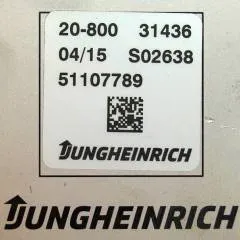 20-800 31436
04/15 S02638
51107789
JUNGHEINRICH
JUNGHEINRICH